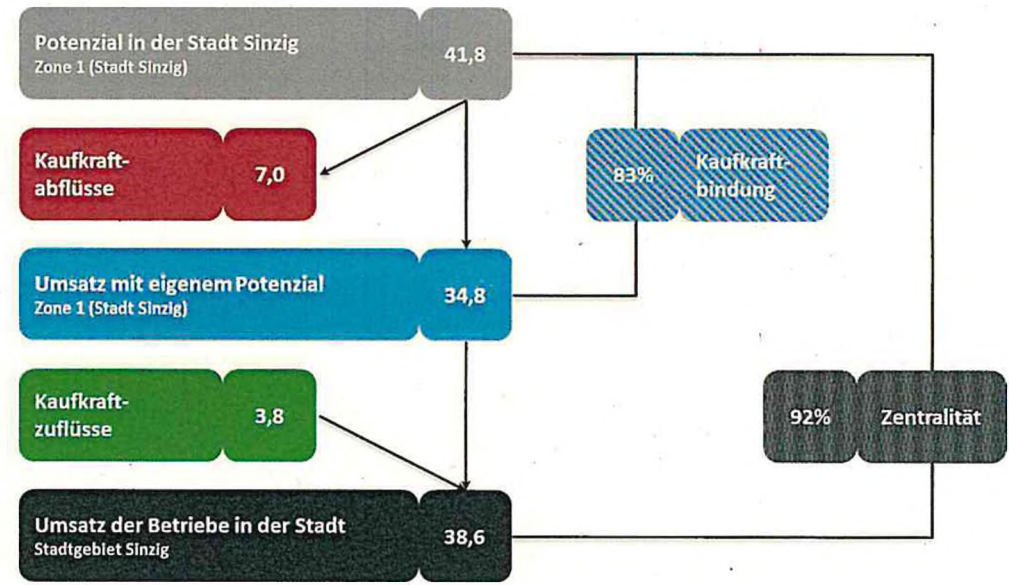 Potenzial in der Stadt Sinzig
Zone 1 (Stadt Sinzig)
41,8
Kaufkraft-
abflüsse
7,0
83%
Kaufkraft-
bindung
Umsatz mit eigenem Potenzial
Zone 1 (Stadt Sinzig)
34,8
Kaufkraft-
zuflüsse
3,8
92%
Zentralität
Umsatz der Betriebe in der Stadt
Stadtgebiet Sinzig
38,6